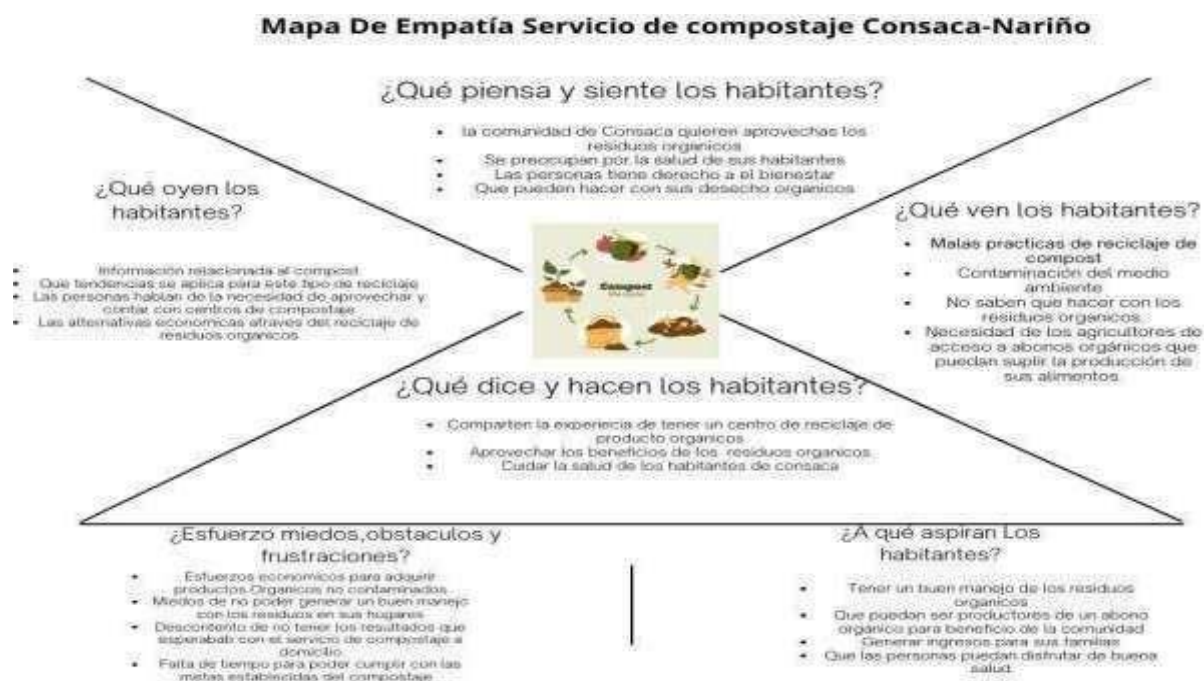 Mapa De Empatía Servicio de compostaje Consaca-Nariño
¿Qué piensa y siente los habitantes?
• la comunidad de Consaca quieren aprovechas los
residuos organicos
• Se preocupan por la salud de sus habitantes
• Las personas tiene derecho a el bienestar
• Que pueden hacer con sus desecho organicos
¿Qué oyen los
habitantes?
• Información relacionada al compost
• Que tendencias se aplica para este tipo de reciclaje
• Las personas hablan de la necesidad de aprovechar y
contar con centros de compostaje
• Las alternativas economicas atraves del reciclaje de
residuos organicos
¿Qué ven los habitantes?
• Malas practicas de reciclaje de
compost
• Contaminación del medio
ambiente
• No saben que hacer con los
residuos organicos.
• Necesidad de los agricultores de
acceso a abonos orgánicos que
puedan suplir la producción de
sus alimentos
Compost
¿Qué dice y hacen los habitantes?
• Comparten la experiecia de tener un centro de reciclaje de
producto organicos
• Aprovechar los beneficios de los residuos organicos
• Cuidar la salud de los habitantes de consaca
¿Esfuerzo miedos,obstaculos y
frustraciones?
• Esfuerzos economicos para adquirir
productos Organicos no contaminados
• Miedos de no poder generar un buen manejo
con los residuos en sus hogares
• Descontento de no tener los resultados que
esperabab con el servicio de compostaje a
domicilio
• Falta de tiempo para poder cumplir con las
metas establecidas del compostaje
¿A qué aspiran Los
habitantes?
• Tener un buen manejo de los residuos
organicos
• Que puedan ser productores de un abono
orgánico para beneficio de la comunidad
• Generar ingresos para sus familias
• Que las personas puedan disfrutar de buena
salud